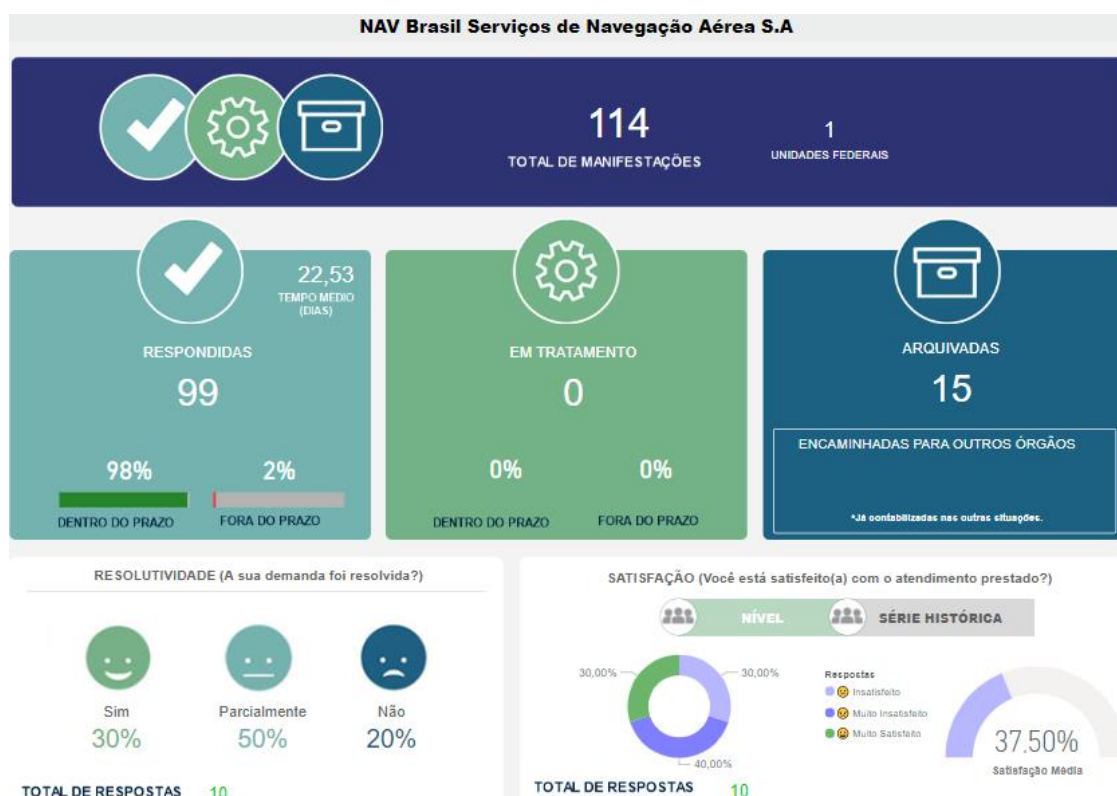 NAV Brasil Serviços de Navegação Aérea S.A
114
TOTAL DE MANIFESTAÇÕES
1
UNIDADES FEDERAIS
22,53
TEMPO MEDIO
(DIAS)
RESPONDIDAS
99
98%
2%
DENTRO DO PRAZO
FORA DO PRAZO
EM TRATAMENTO
0
0%
0%
DENTRO DO PRAZO
FORA DO PRAZO
ARQUIVADAS
15
ENCAMINHADAS PARA OUTROS ÓRGÃOS
*Já contabilizadas nas outras situações.
RESOLUTIVIDADE (A sua demanda foi resolvida?)
Sim
30%
Parcialmente
50%
Não
20%
TOTAL DE RESPOSTAS 10
SATISFAÇÃO (Você está satisfeito(a) com o atendimento prestado?)
NÍVEL
SÉRIE HISTÓRICA
30,00%
30,00%
40,00%
Respostas
Insatisfeito
Muito Insatisfeito
Muito Satisfeito
37,50%
Satisfação Média
TOTAL DE RESPOSTAS 10